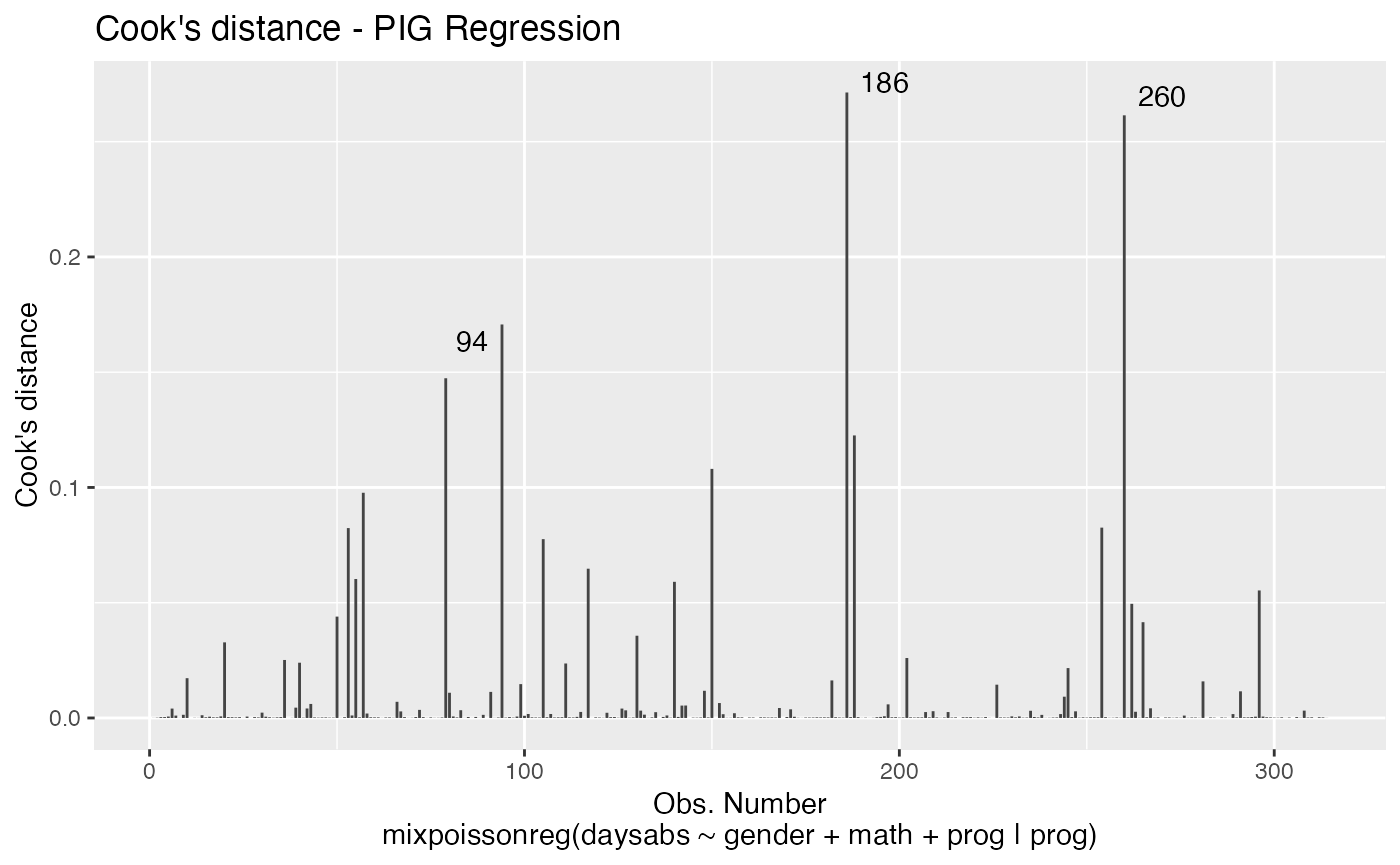 Cook's distance - PIG Regression
186
260
94
Cook's distance
0.2
0.1
0.0
0
100
200
300
Obs. Number
mixpoissonreg(daysabs ~ gender + math + prog | prog)